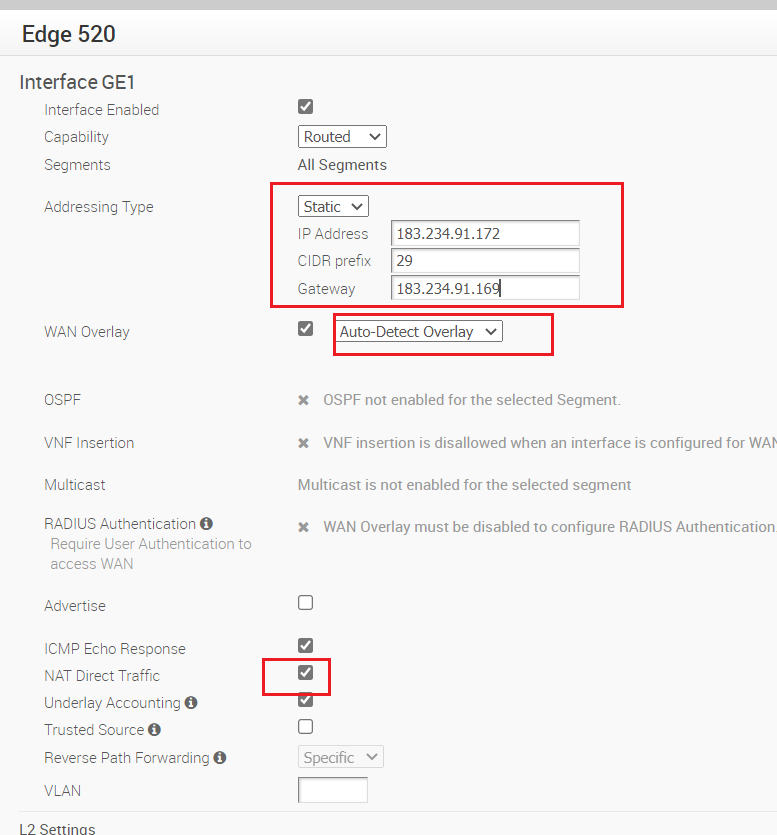 Edge 520
Interface GE1
Interface Enabled
Capability Routed
Segments All Segments
Addressing Type Static
IP Address 183.234.91.172
CIDR prefix 29
Gateway 183.234.91.169
WAN Overlay Auto-Detect Overlay
OSPF OSPF not enabled for the selected Segment.
VNF Insertion VNF insertion is disallowed when an interface is configured for WAN
Multicast Multicast is not enabled for the selected segment
RADIUS Authentication WAN Overlay must be disabled to configure RADIUS Authentication.
Require User Authentication to
access WAN
Advertise
ICMP Echo Response
NAT Direct Traffic
Underlay Accounting
Trusted Source
Reverse Path Forwarding Specific
VLAN
L2 Settings